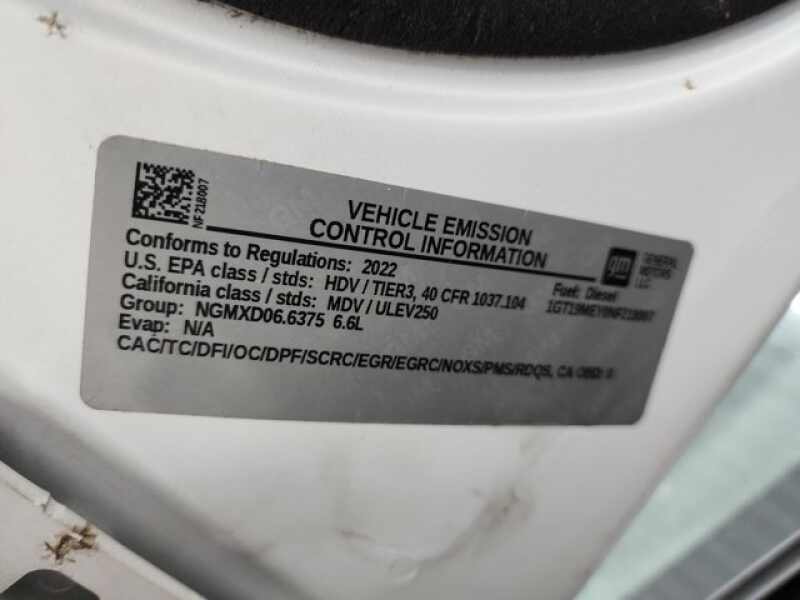 NF218007
VEHICLE EMISSION
CONTROL INFORMATION
gm
GENERAL
MOTORS
LLC
Conforms to Regulations: 2022
U.S. EPA class / stds: HDV / TIER3, 40 CFR 1037.104
California class / stds: MDV / ULEV250
Group: NGMXD06.6375 6.6L
Evap: N/A
Fuel: Diesel
CAC/TC/DFI/OC/DPF/SCRC/EGR/EGRC/NOXS/PMS/RDQS, CA OBD: